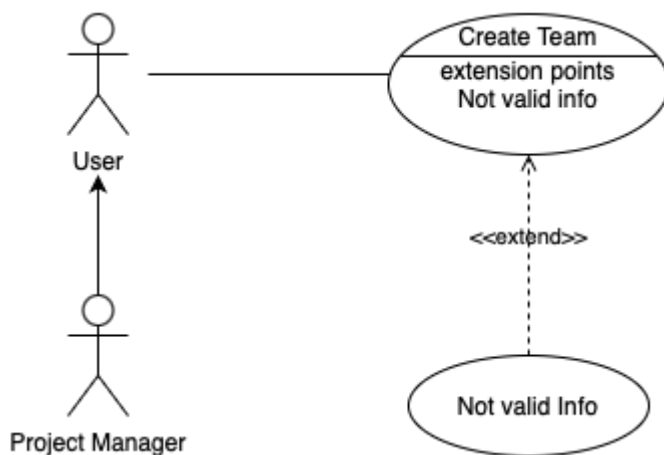 Create Team
extension points
Not valid info
User
<<extend>>
Not valid Info
Project Manager